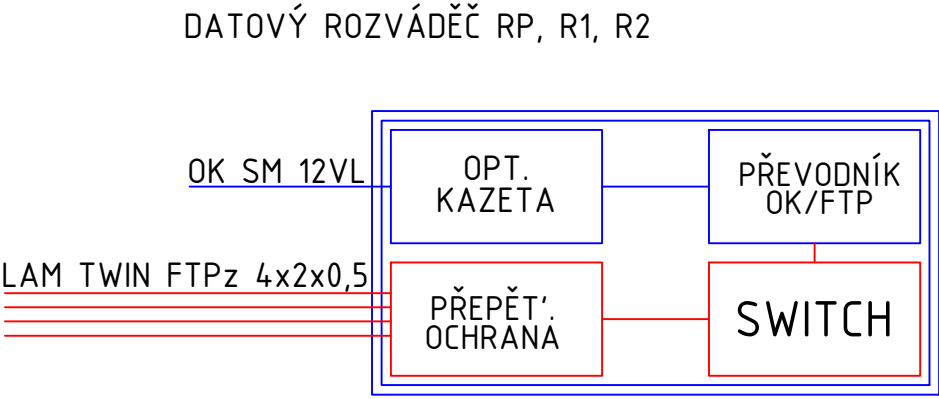 DATOVÝ ROZVÁDĚČ RP, R1, R2
OK SM 12VL
OPT.
KAZETA
PŘEVODNÍK
OK/FTP
LAM TWIN FTPz 4x2x0,5
PŘEPĚT'.
OCHRANA
SWITCH